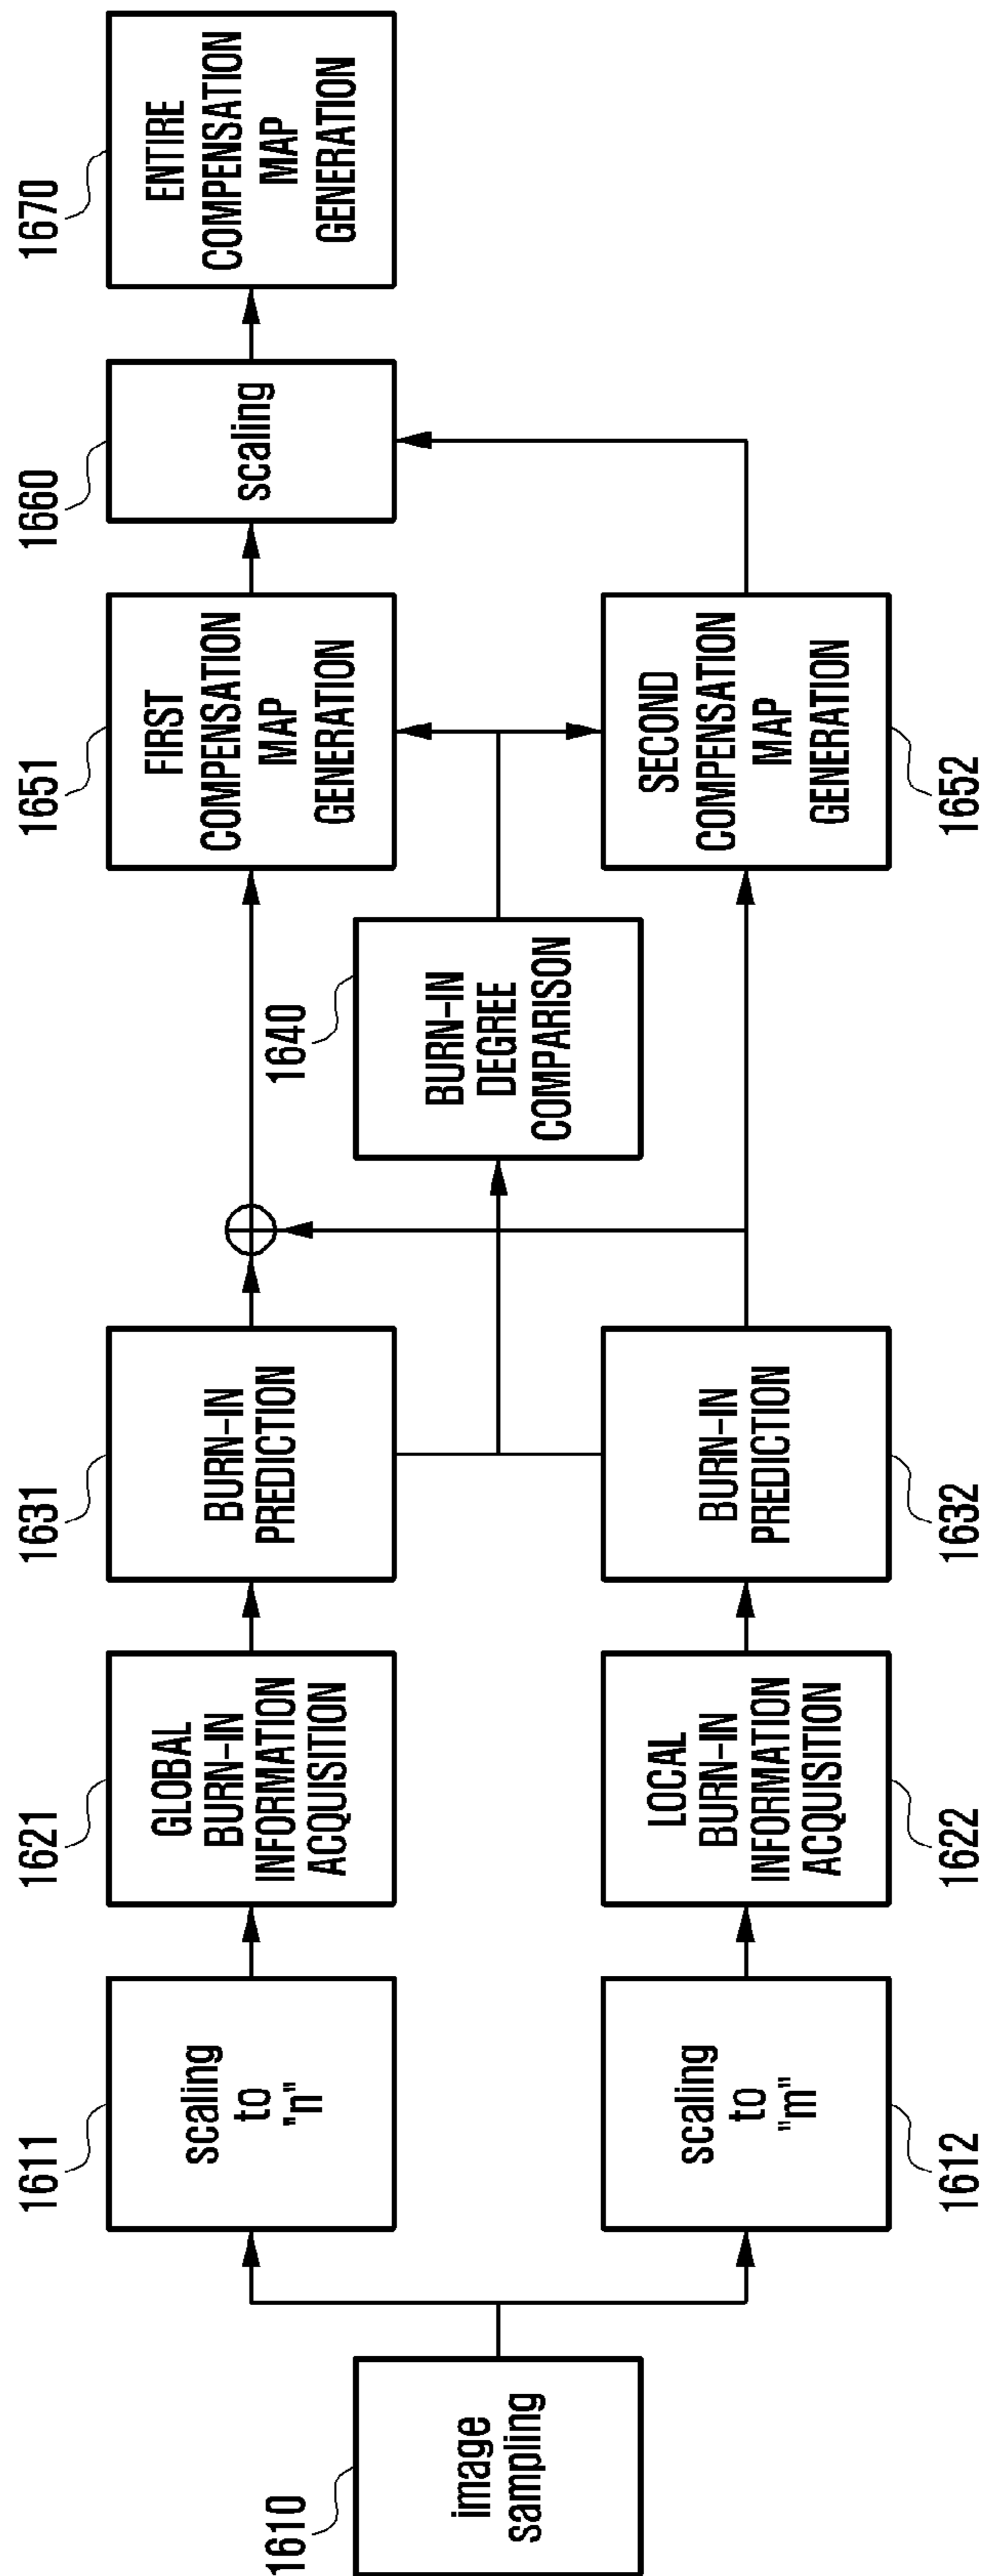 1610
image
sampling
1611
scaling
to
"n"
1612
scaling
to
"m"
1621
GLOBAL
BURN-IN
INFORMATION
ACQUISITION
1622
LOCAL
BURN-IN
INFORMATION
ACQUISITION
1631
BURN-IN
PREDICTION
1632
BURN-IN
PREDICTION
1640
BURN-IN
DEGREE
COMPARISON
1651
FIRST
COMPENSATION
MAP
GENERATION
1652
SECOND
COMPENSATION
MAP
GENERATION
1660
scaling
1670
ENTIRE
COMPENSATION
MAP
GENERATION